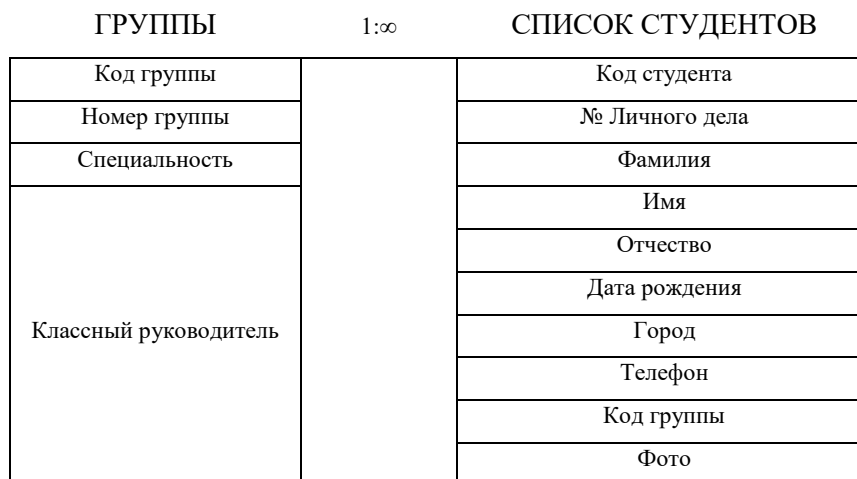 ГРУППЫ 1:∞ СПИСОК СТУДЕНТОВ
Код группы Код студента
Номер группы № Личного дела
Специальность Фамилия
Имя
Отчество
Дата рождения
Классный руководитель Город
Телефон
Код группы
Фото